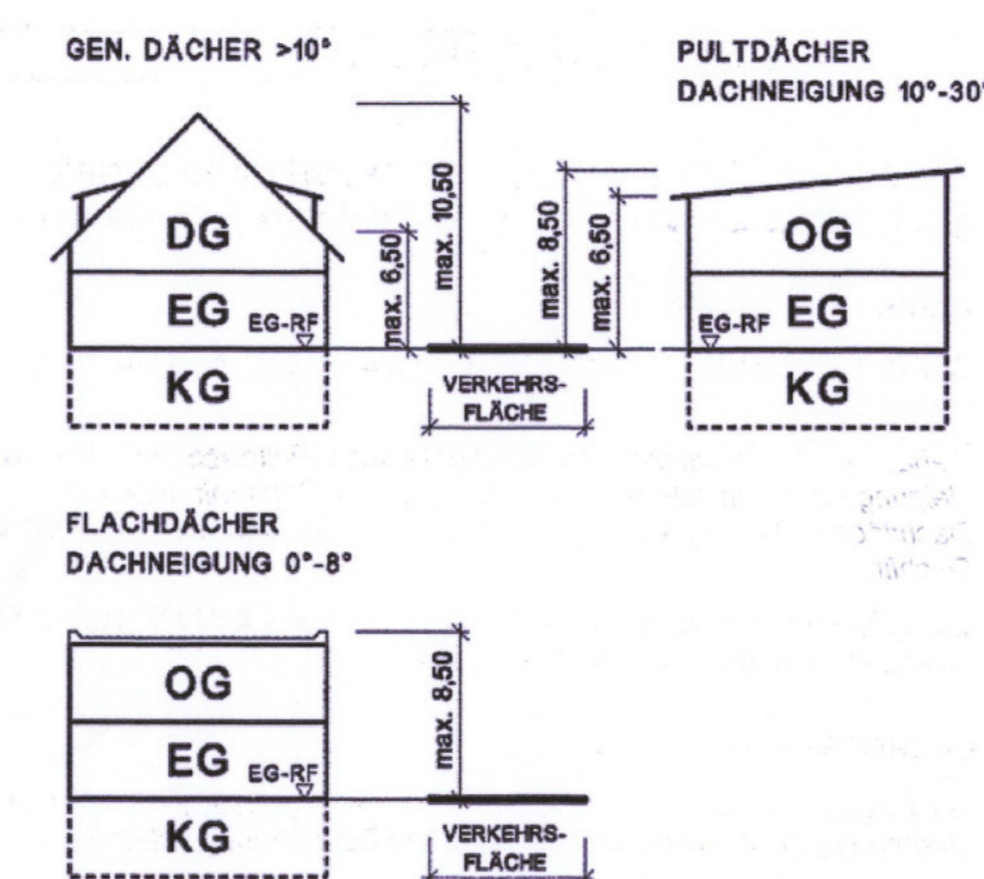 GEN. DÄCHER >10°
DG
EG
EG-RF
KG
max. 6,50
max. 10,50
VERKEHRS-
FLÄCHE
max. 8,50
max. 6,50
PULTDÄCHER
DACHNEIGUNG 10°-30°
OG
EG-RF
EG
KG
FLACHDÄCHER
DACHNEIGUNG 0°-8°
OG
EG
EG-RF
KG
max. 8,50
VERKEHRS-
FLÄCHE